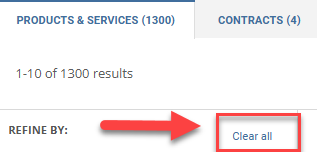 PRODUCTS & SERVICES (1300) CONTRACTS (4)
1-10 of 1300 results
REFINE BY: Clear all